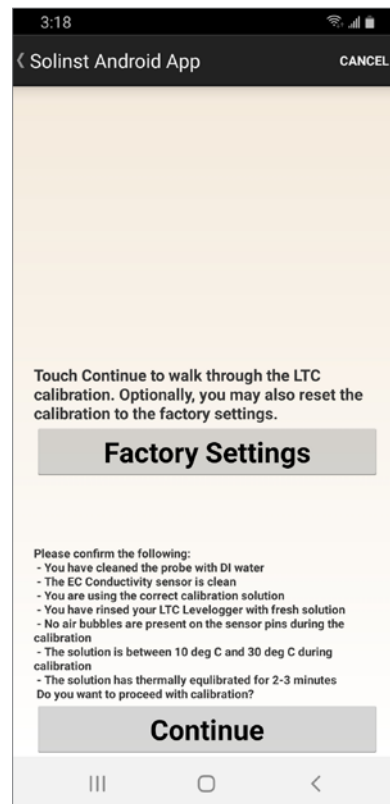 3:18
Solinst Android App
CANCEL
Touch Continue to walk through the LTC
calibration. Optionally, you may also reset the
calibration to the factory settings.
Factory Settings
Please confirm the following:
- You have cleaned the probe with DI water
- The EC Conductivity sensor is clean
- You are using the correct calibration solution
- You have rinsed your LTC Levelogger with fresh solution
- No air bubbles are present on the sensor pins during the
calibration
- The solution is between 10 deg C and 30 deg C during
calibration
- The solution has thermally equlibrated for 2-3 minutes
Do you want to proceed with calibration?
Continue